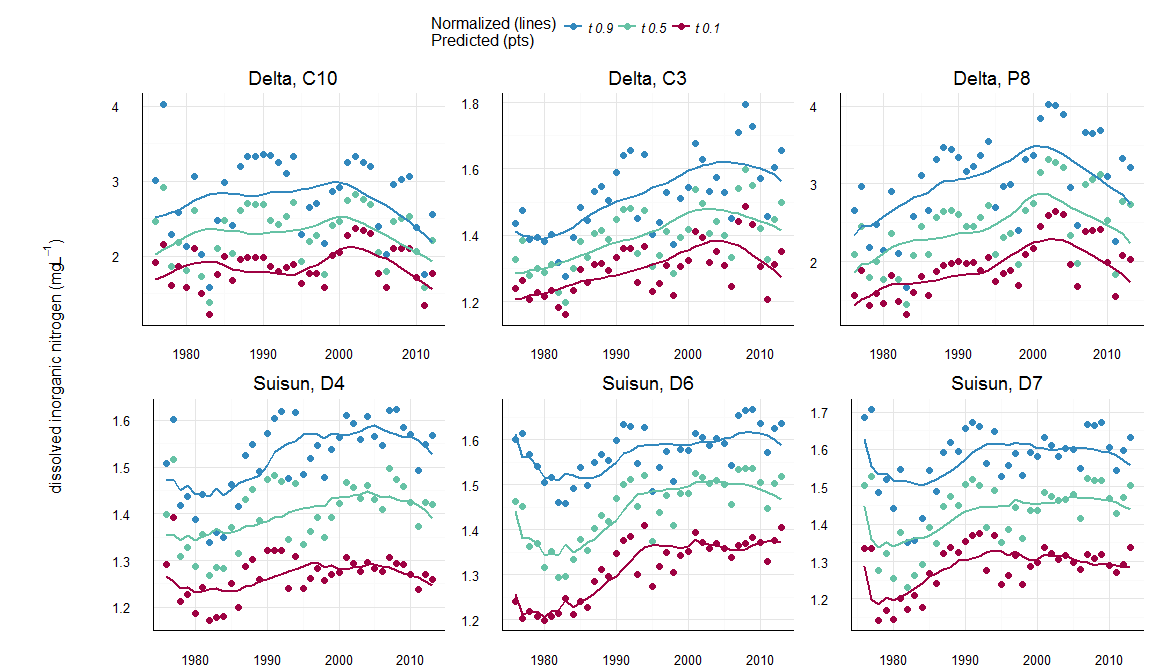 Normalized (lines)
Predicted (pts)
t 0.9 t 0.5 t 0.1
dissolved inorganic nitrogen (mgL⁻¹)
Delta, C10
4
3
2
1980 1990 2000 2010
Delta, C3
1.8
1.6
1.4
1.2
1980 1990 2000 2010
Delta, P8
4
3
2
1980 1990 2000 2010
Suisun, D4
1.6
1.5
1.4
1.3
1.2
1980 1990 2000 2010
Suisun, D6
1.6
1.5
1.4
1.3
1.2
1980 1990 2000 2010
Suisun, D7
1.7
1.6
1.5
1.4
1.3
1.2
1980 1990 2000 2010